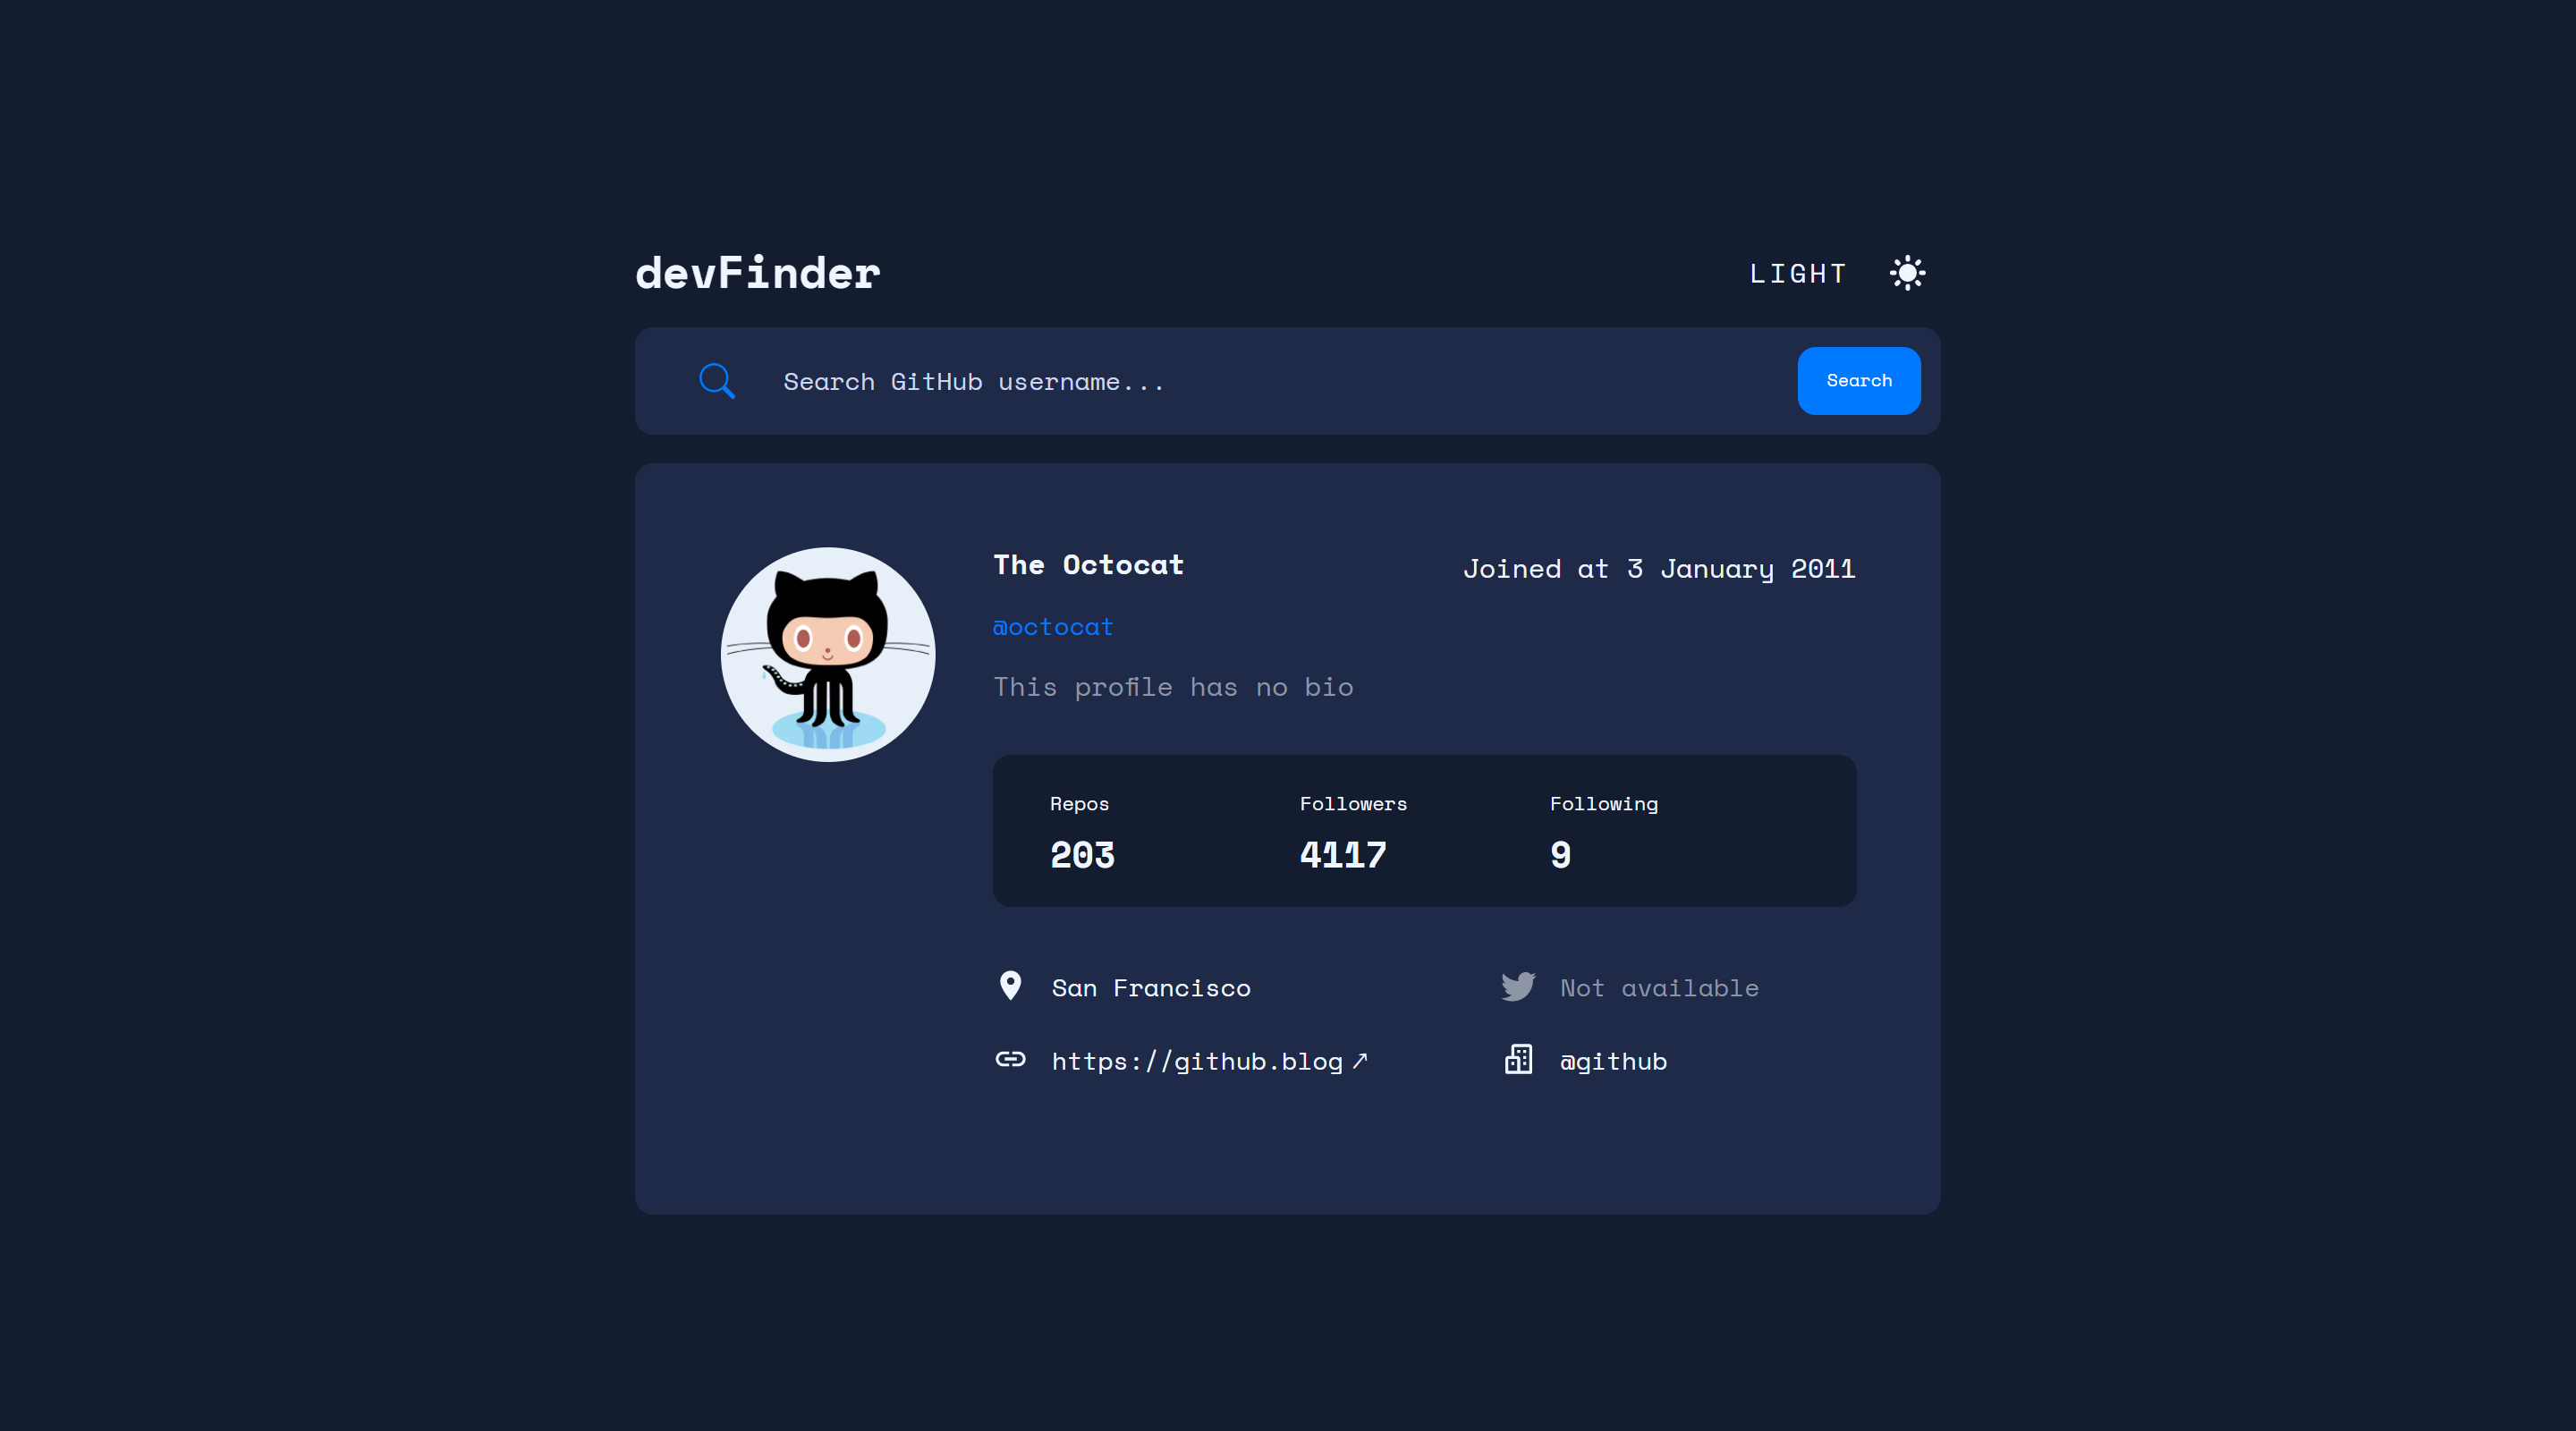 devFinder
LIGHT
Search GitHub username...
Search
The Octocat
Joined at 3 January 2011
@octocat
This profile has no bio
Repos
Followers
Following
203
4117
9
San Francisco
Not available
https://github.blog ↗
@github